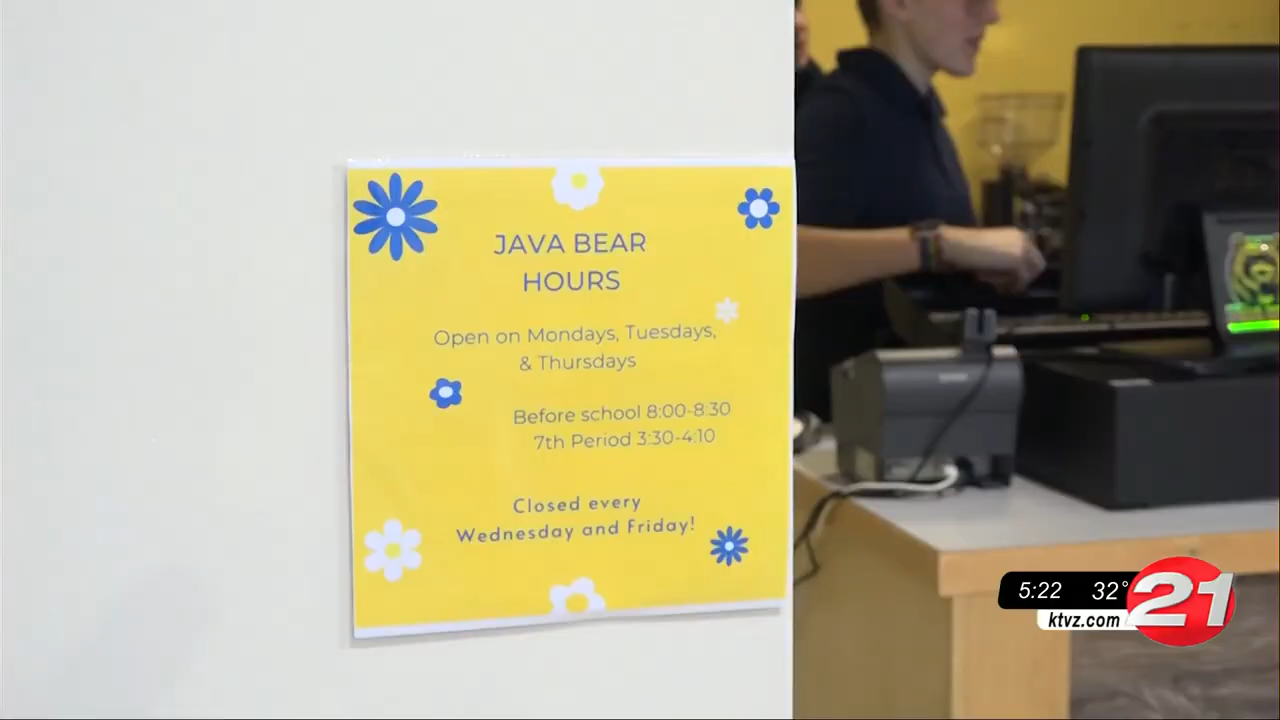 JAVA BEAR
HOURS
Open on Mondays, Tuesdays,
& Thursdays
Before school 8:00-8:30
7th Period 3:30-4:10
Closed every
Wednesday and Friday!
5:22 32°
21
ktvz.com